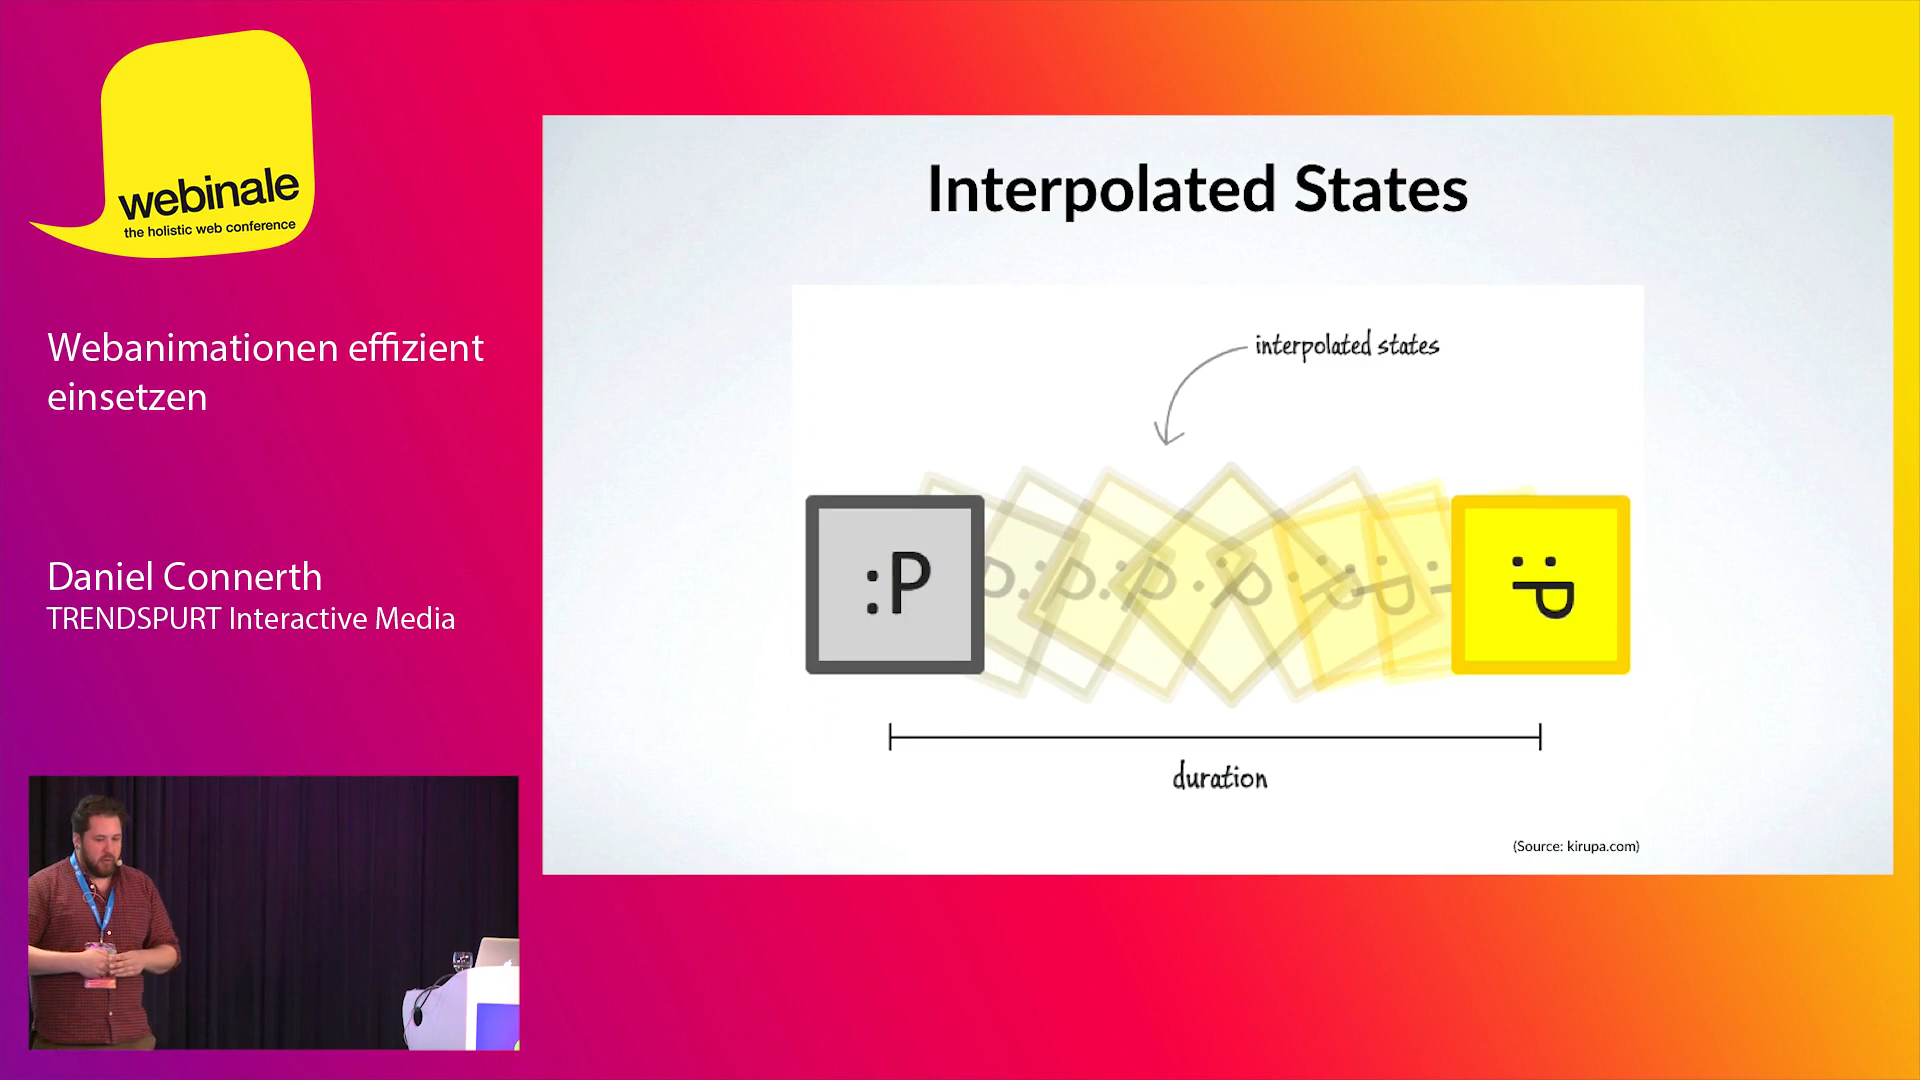 webinale
the holistic web conference
Webanimationen effizient
einsetzen
Daniel Connerth
TRENDSPURT Interactive Media
Interpolated States
interpolated states
:P
:P
duration
(Source: kirupa.com)